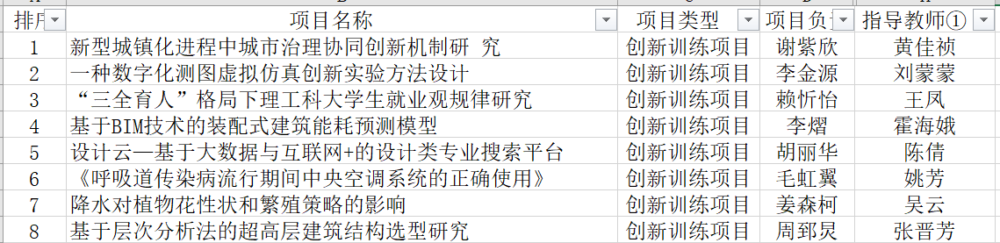 排序 项目名称 项目类型 项目负 指导教师①
1 新型城镇化进程中城市治理协同创新机制研 究 创新训练项目 谢紫欣 黄佳祯
2 一种数字化测图虚拟仿真创新实验方法设计 创新训练项目 李金源 刘蒙蒙
3 “三全育人”格局下理工科大学生就业观规律研究 创新训练项目 赖忻怡 王凤
4 基于BIM技术的装配式建筑能耗预测模型 创新训练项目 李熠 霍海娥
5 设计云—基于大数据与互联网+的设计类专业搜索平台 创新训练项目 胡丽华 陈倩
6 《呼吸道传染病流行期间中央空调系统的正确使用》 创新训练项目 毛虹翼 姚芳
7 降水对植物花性状和繁殖策略的影响 创新训练项目 姜森柯 吴云
8 基于层次分析法的超高层建筑结构选型研究 创新训练项目 周郅炅 张晋芳